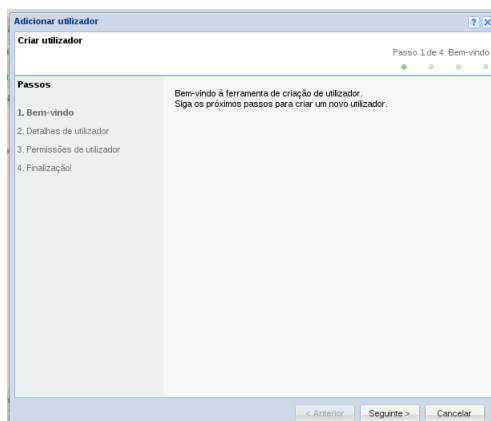 Adicionar utilizador
Criar utilizador
Passo 1 de 4: Bem-vindo
Passos
1. Bem-vindo
2. Detalhes de utilizador
3. Permissões de utilizador
4. Finalização!
Bem-vindo á ferramenta de criação de utilizador.
Siga os próximos passos para criar um novo utilizador.
< Anterior
Seguinte >
Cancelar